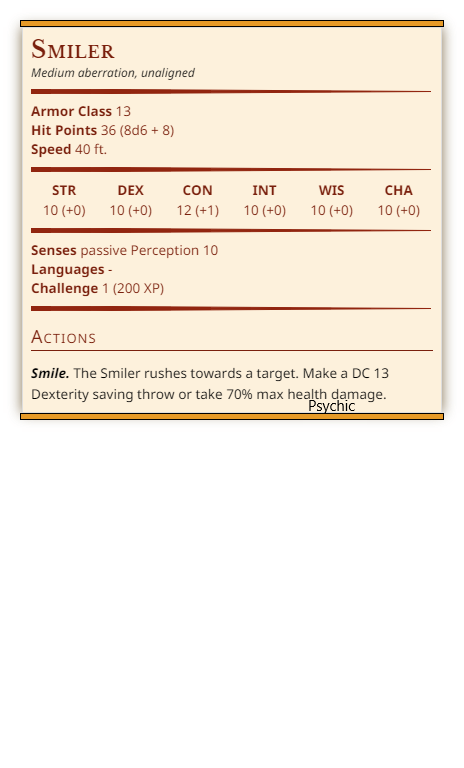 Smiler
Medium aberration, unaligned
Armor Class 13
Hit Points 36 (8d6 + 8)
Speed 40 ft.
STR DEX CON INT WIS CHA
10 (+0) 10 (+0) 12 (+1) 10 (+0) 10 (+0) 10 (+0)
Senses passive Perception 10
Languages -
Challenge 1 (200 XP)
Actions
Smile. The Smiler rushes towards a target. Make a DC 13
Dexterity saving throw or take 70% max health damage.
Psychic